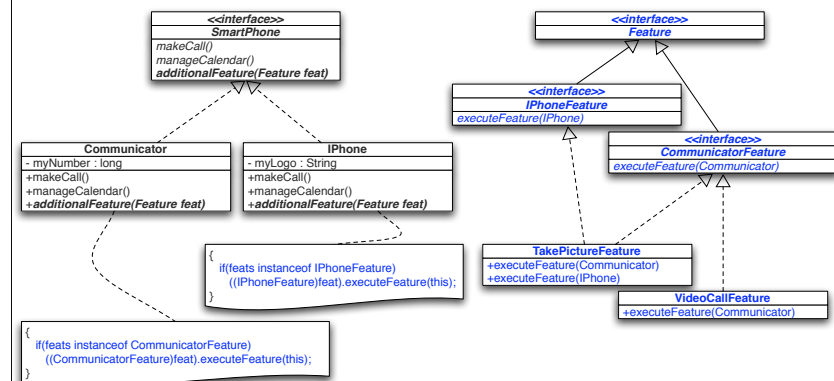 <<interface>>
SmartPhone
makeCall()
manageCalendar()
additionalFeature(Feature feat)
Communicator
- myNumber : long
+makeCall()
+manageCalendar()
+additionalFeature(Feature feat)
IPhone
- myLogo : String
+makeCall()
+manageCalendar()
+additionalFeature(Feature feat)
{
if(feats instanceof IPhoneFeature)
((IPhoneFeature)feat).executeFeature(this);
}
{
if(feats instanceof CommunicatorFeature)
((CommunicatorFeature)feat).executeFeature(this);
}
<<interface>>
Feature
<<interface>>
IPhoneFeature
executeFeature(IPhone)
<<interface>>
CommunicatorFeature
executeFeature(Communicator)
TakePictureFeature
+executeFeature(Communicator)
+executeFeature(IPhone)
VideoCallFeature
+executeFeature(Communicator)